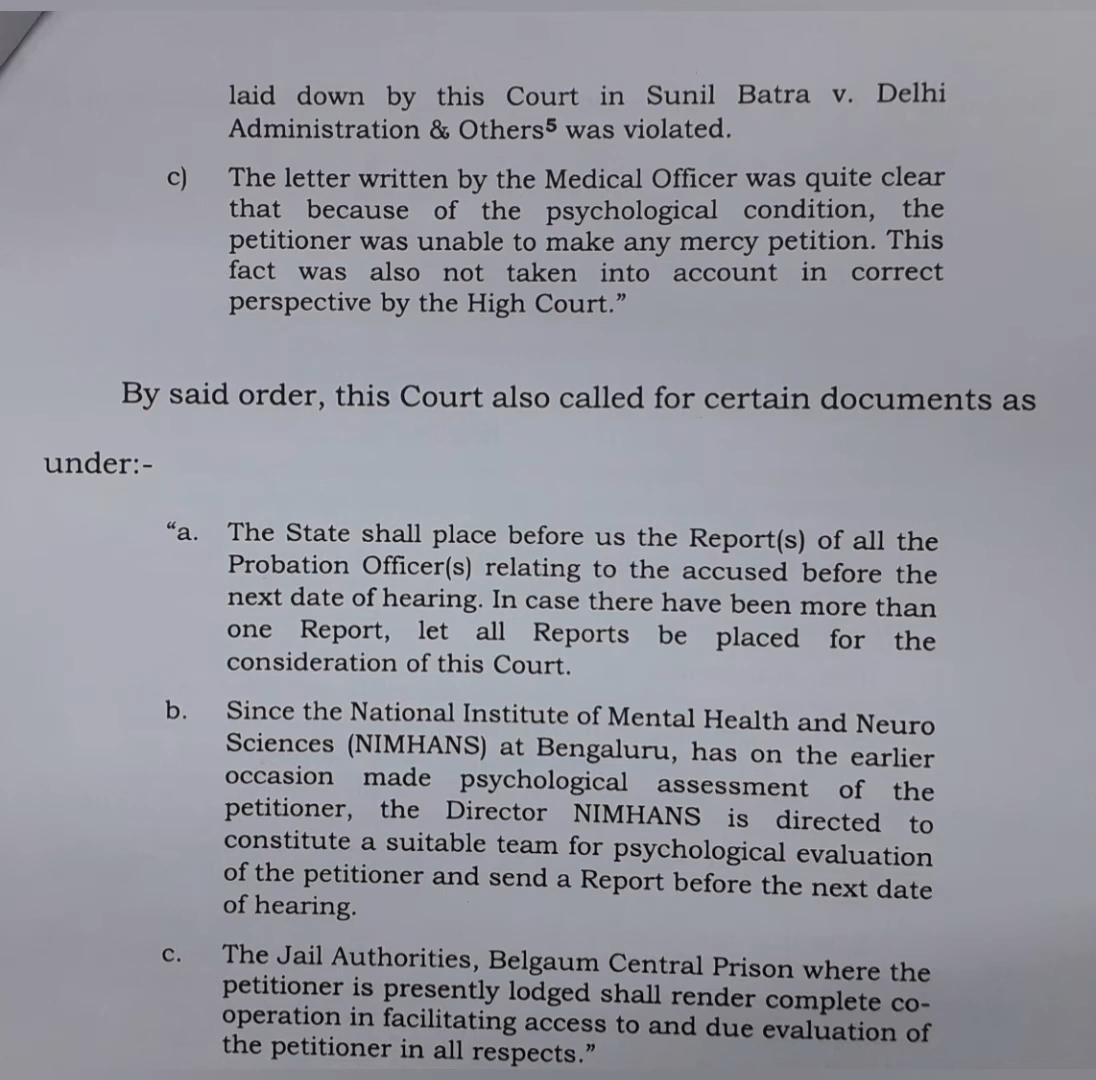 laid down by this Court in Sunil Batra v. Delhi
Administration & Others5 was violated.
c) The letter written by the Medical Officer was quite clear
that because of the psychological condition, the
petitioner was unable to make any mercy petition. This
fact was also not taken into account in correct
perspective by the High Court.”
By said order, this Court also called for certain documents as
under:-
“a. The State shall place before us the Report(s) of all the
Probation Officer(s) relating to the accused before the
next date of hearing. In case there have been more than
one Report, let all Reports be placed for the
consideration of this Court.
b. Since the National Institute of Mental Health and Neuro
Sciences (NIMHANS) at Bengaluru, has on the earlier
occasion made psychological assessment of the
petitioner, the Director NIMHANS is directed to
constitute a suitable team for psychological evaluation
of the petitioner and send a Report before the next date
of hearing.
c. The Jail Authorities, Belgaum Central Prison where the
petitioner is presently lodged shall render complete co-
operation in facilitating access to and due evaluation of
the petitioner in all respects.”